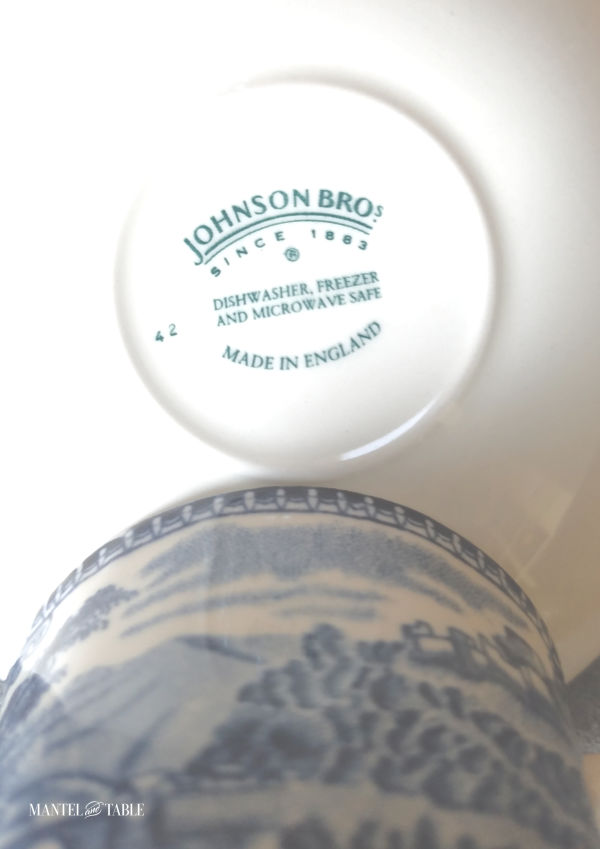 JOHNSON BROS
SINCE 1883
®
DISHWASHER, FREEZER
AND MICROWAVE SAFE
42
MADE IN ENGLAND
MANTEL and TABLE